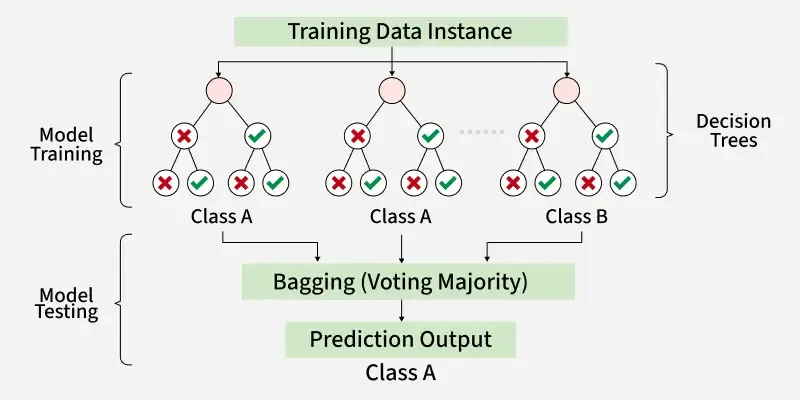 Training Data Instance
Model
Training
Decision
Trees
Class A
Class A
Class B
Model
Testing
Bagging (Voting Majority)
Prediction Output
Class A